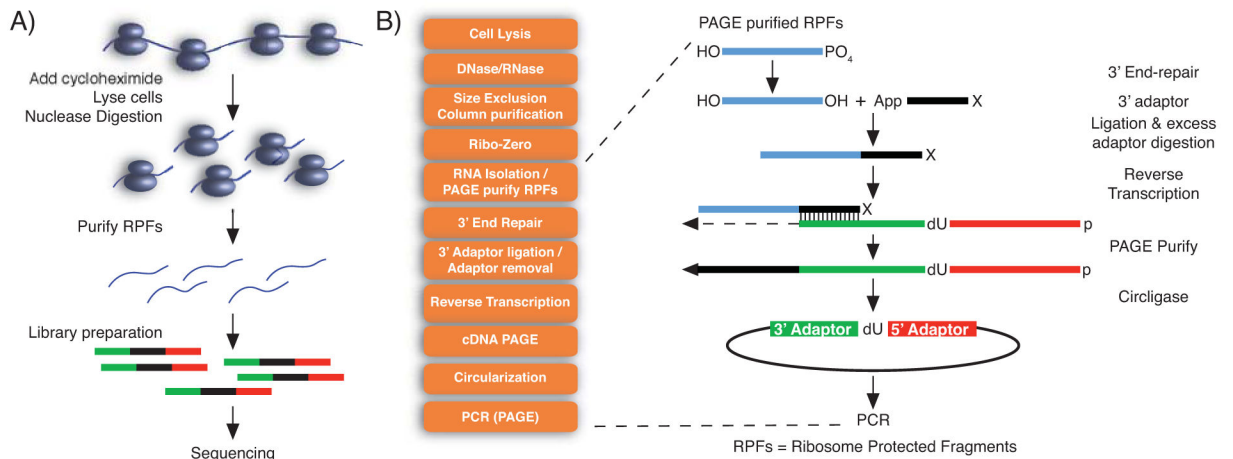 A)
Add cycloheximide
Lyse cells
Nuclease Digestion
Purify RPFs
Library preparation
Sequencing
B)
Cell Lysis
DNase/RNase
Size Exclusion
Column purification
Ribo-Zero
RNA Isolation /
PAGE purify RPFs
3’ End Repair
3’ Adaptor ligation /
Adaptor removal
Reverse Transcription
cDNA PAGE
Circularization
PCR (PAGE)
PAGE purified RPFs
HO PO4
HO OH + App X
X
X
dU p
dU p
3’ Adaptor dU 5’ Adaptor
PCR
RPFs = Ribosome Protected Fragments
3’ End-repair
3’ adaptor
Ligation & excess
adaptor digestion
Reverse
Transcription
PAGE Purify
Circligase